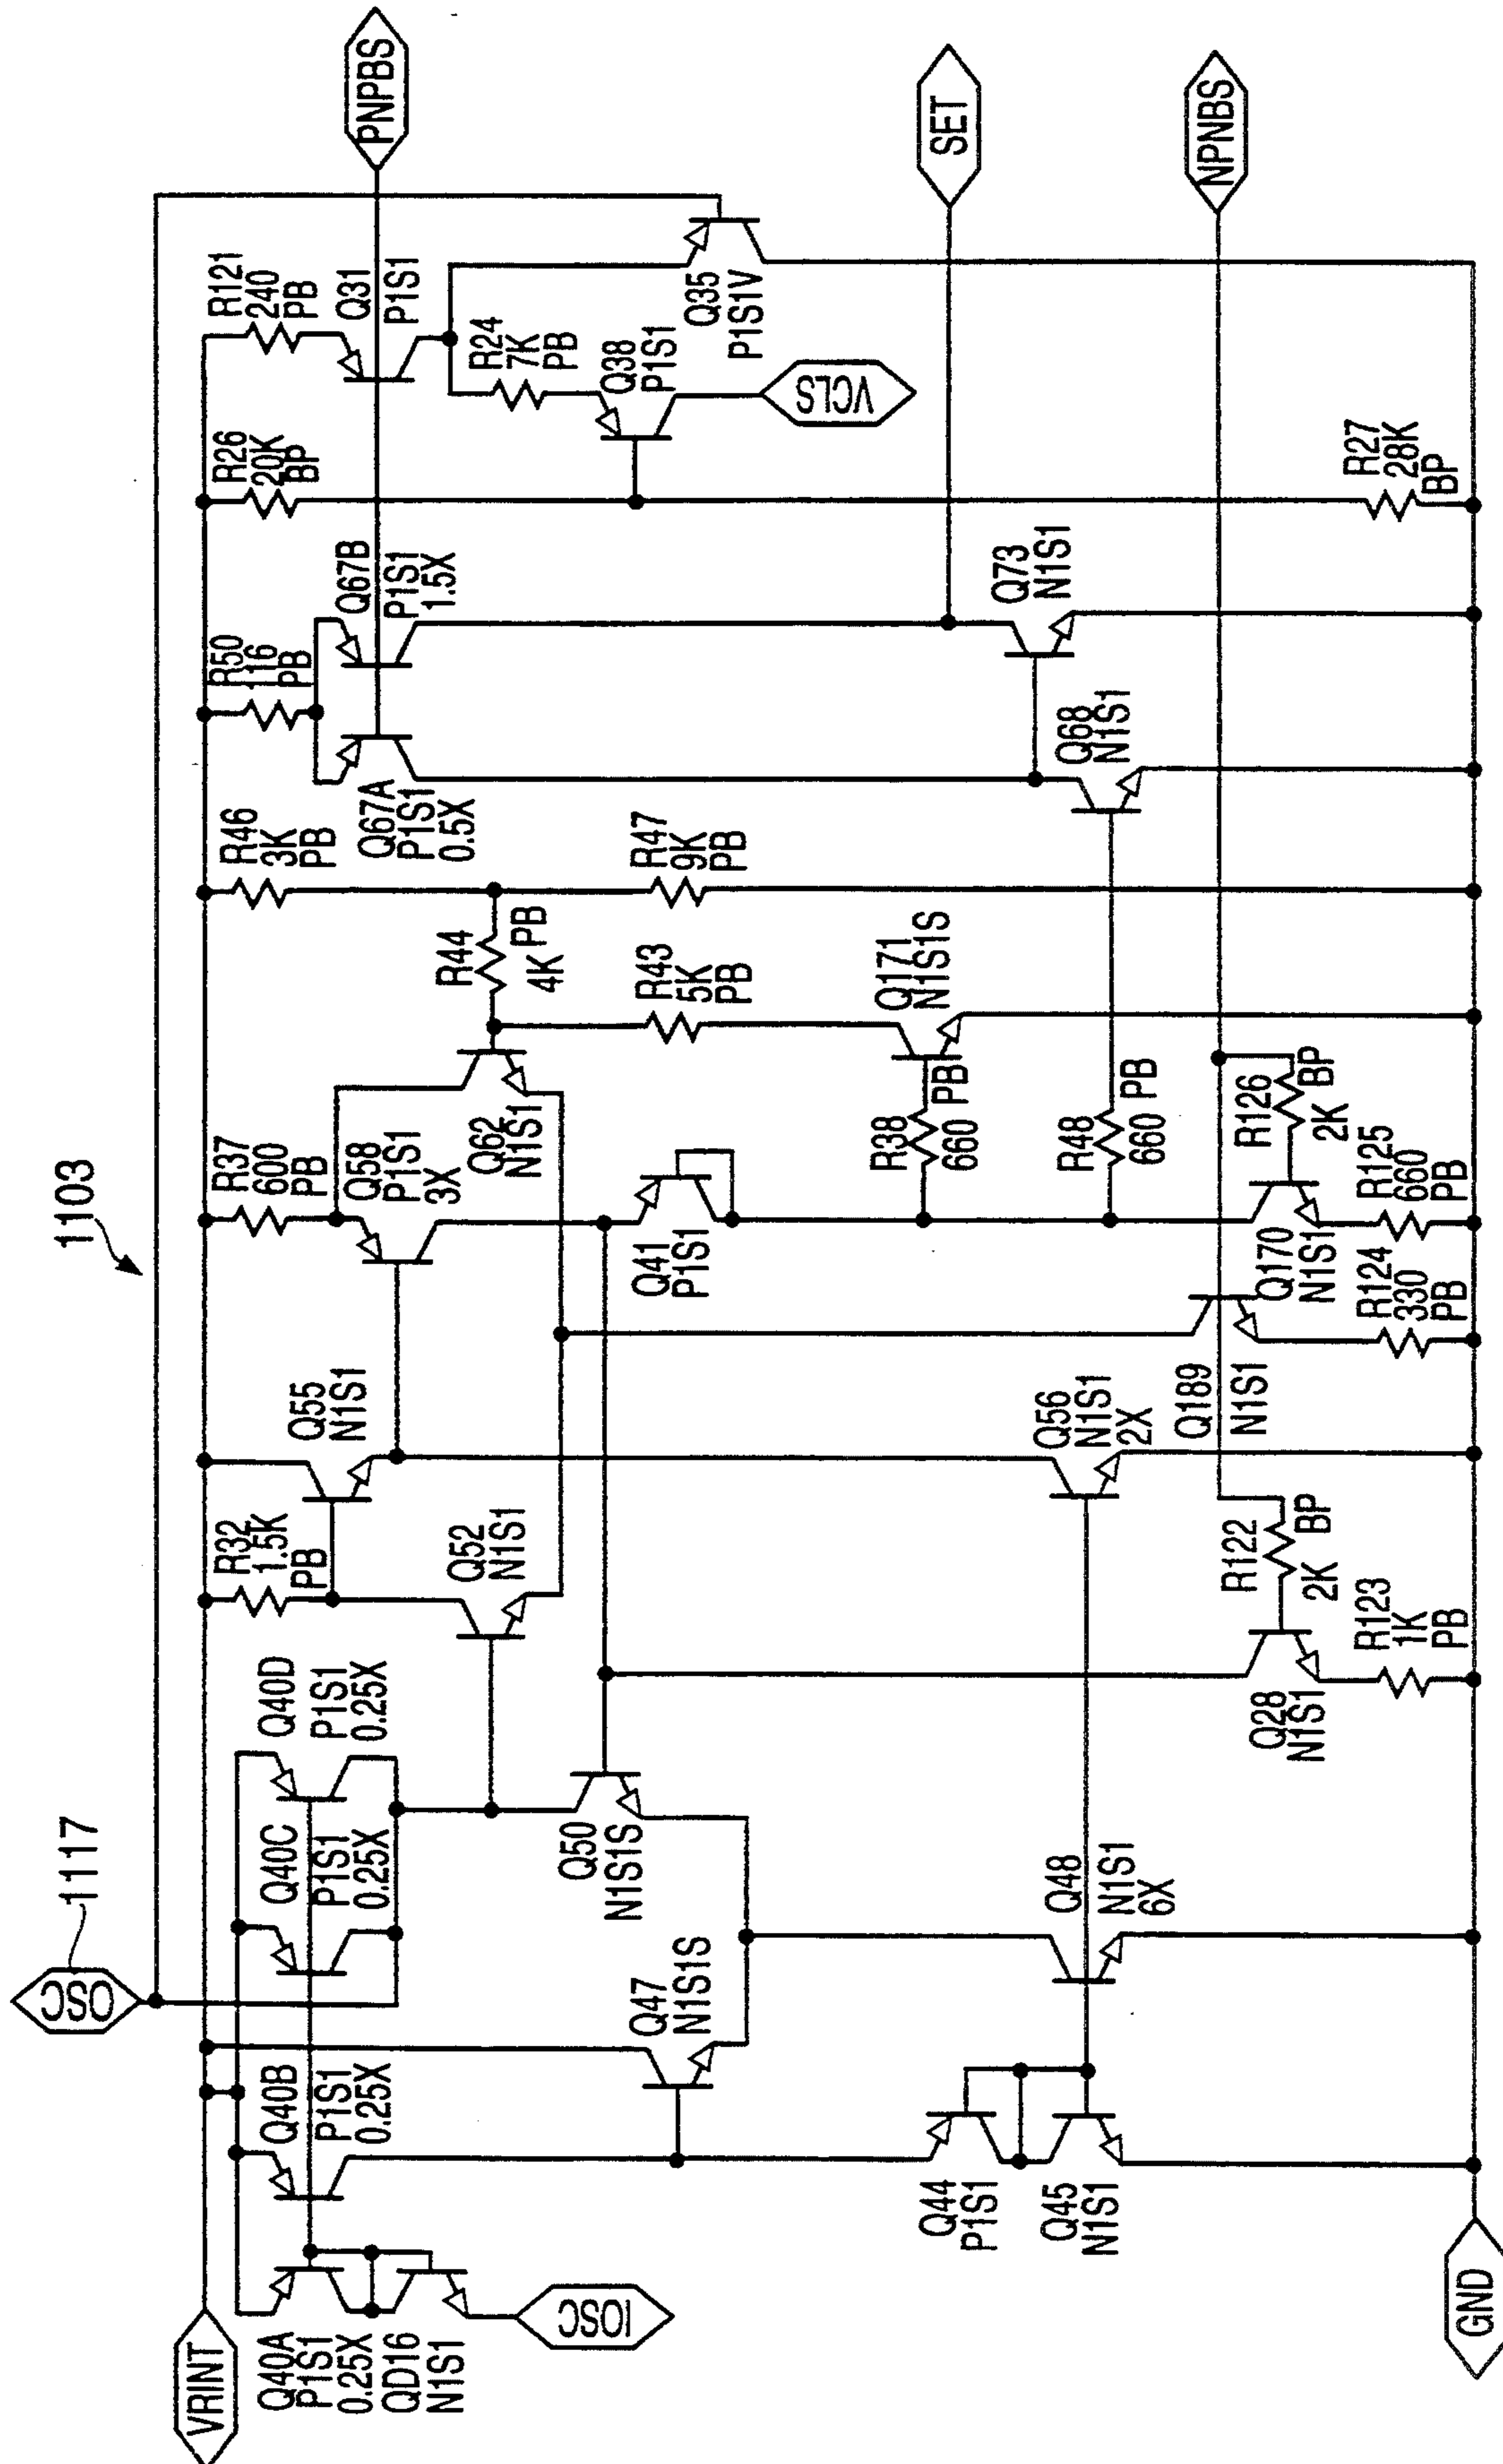 1103
1117
OSC
VRINT
IOSC
GND
PNPBS
SET
NPNBS
VCLS
Q40A
P1S1
0.25X
QD16
N1S1
Q40B
P1S1
0.25X
Q40C
P1S1
0.25X
Q40D
P1S1
0.25X
Q47
N1S1S
Q50
N1S1S
Q44
P1S1
Q45
N1S1
Q48
N1S1
6X
R32
1.5K
PB
Q52
N1S1
Q55
N1S1
Q56
N1S1
2X
Q28
N1S1
R122
2K
BP
R123
1K
PB
Q189
N1S1
R124
330
PB
Q170
N1S1
R125
660
PB
R126
2K
BP
R37
600
PB
Q58
P1S1
3X
Q62
N1S1
Q41
P1S1
R38
660
PB
R48
660
PB
R44
4K
PB
R43
5K
PB
Q171
N1S1S
R46
3K
PB
R47
9K
PB
Q67A
P1S1
0.5X
R50
116
PB
Q67B
P1S1
1.5X
Q68
N1S1
Q73
N1S1
R26
20K
BP
R27
28K
BP
R121
240
PB
Q31
P1S1
R24
7K
PB
Q38
P1S1
Q35
P1S1V